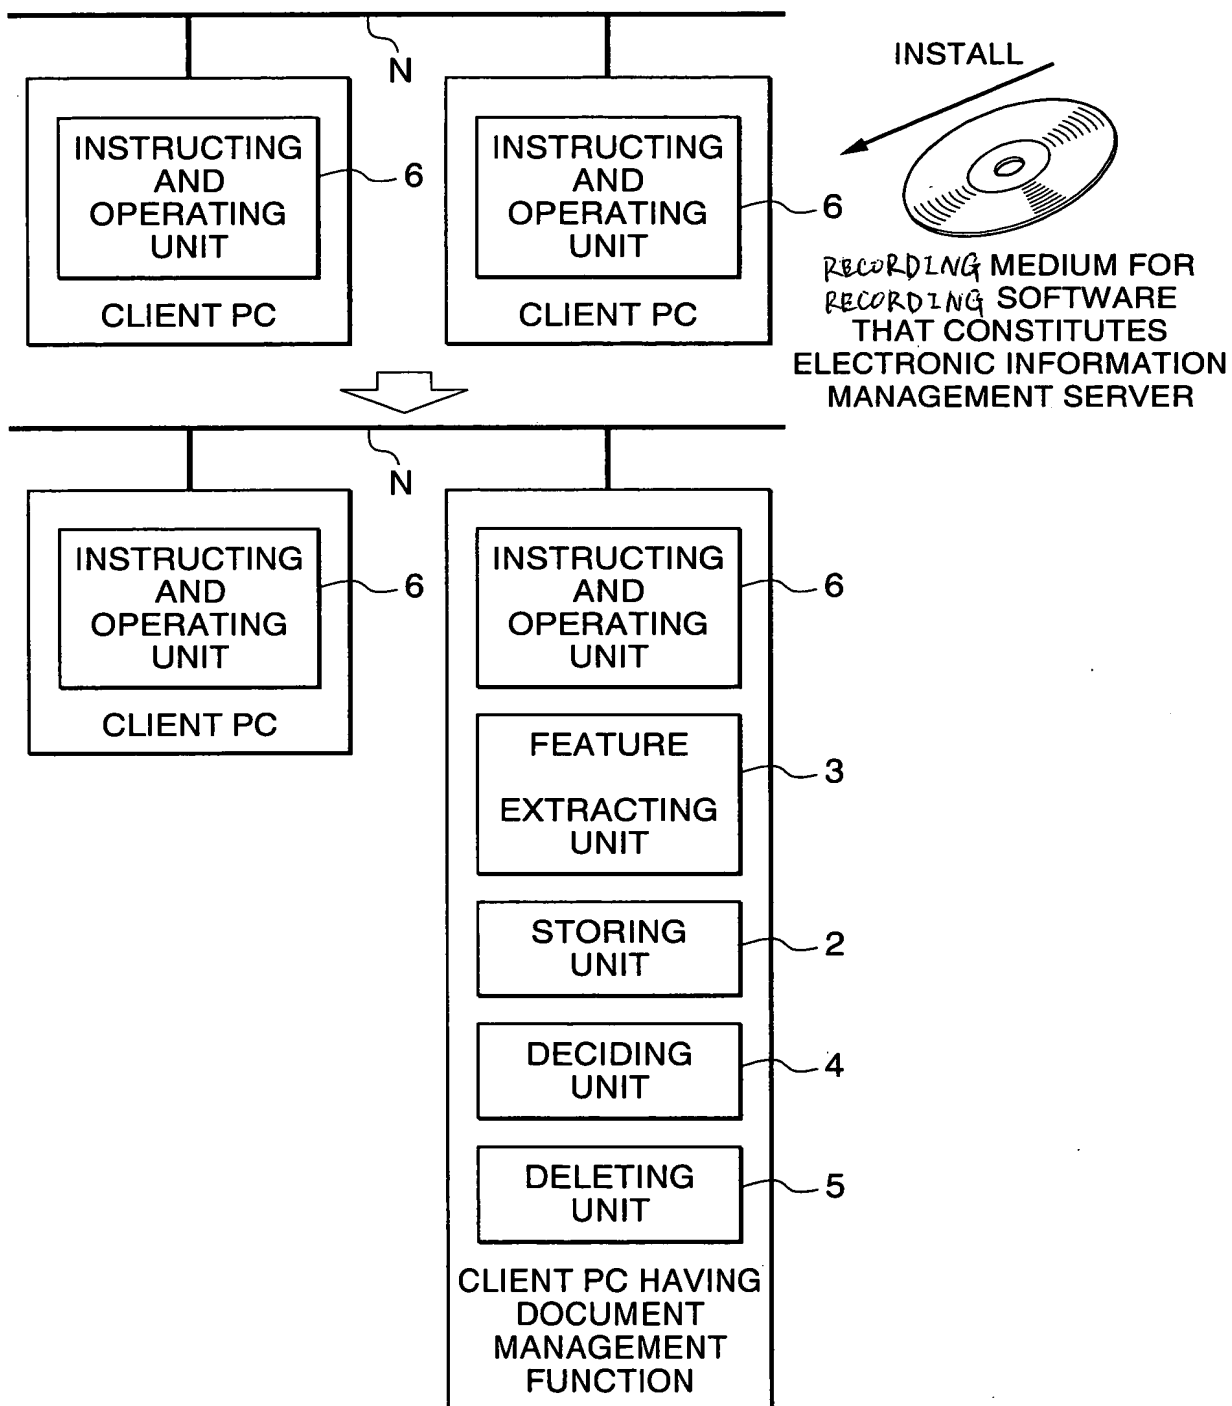 N
INSTALL
INSTRUCTING
AND
OPERATING
UNIT
6
CLIENT PC
INSTRUCTING
AND
OPERATING
UNIT
6
CLIENT PC
RECORDING MEDIUM FOR
RECORDING SOFTWARE
THAT CONSTITUTES
ELECTRONIC INFORMATION
MANAGEMENT SERVER
N
INSTRUCTING
AND
OPERATING
UNIT
6
CLIENT PC
INSTRUCTING
AND
OPERATING
UNIT
6
FEATURE
EXTRACTING
UNIT
3
STORING
UNIT
2
DECIDING
UNIT
4
DELETING
UNIT
5
CLIENT PC HAVING
DOCUMENT
MANAGEMENT
FUNCTION